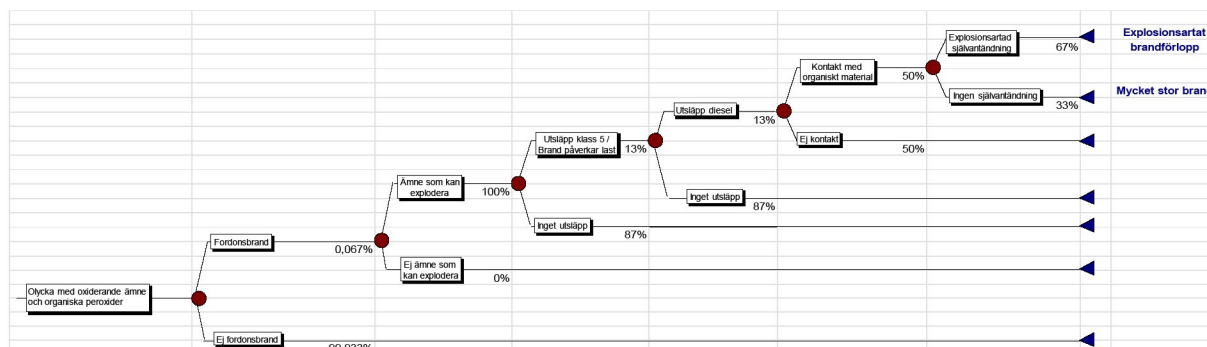 Explosionsartad
självantändning
67%
Explosionsartat
brandförlopp
Kontakt med
organiskt material
50%
Ingen självantändning
33%
Mycket stor brand
Utsläpp diesel
13%
Ej kontakt
50%
Utsläpp klass 5 /
Brand påverkar last
13%
Ämne som kan
explodera
100%
Inget utsläpp
87%
Inget utsläpp
87%
Fordonsbrand
0,067%
Ej ämne som
kan explodera
0%
Olycka med oxiderande ämne
och organiska peroxider
Ej fordonsbrand
99,933%